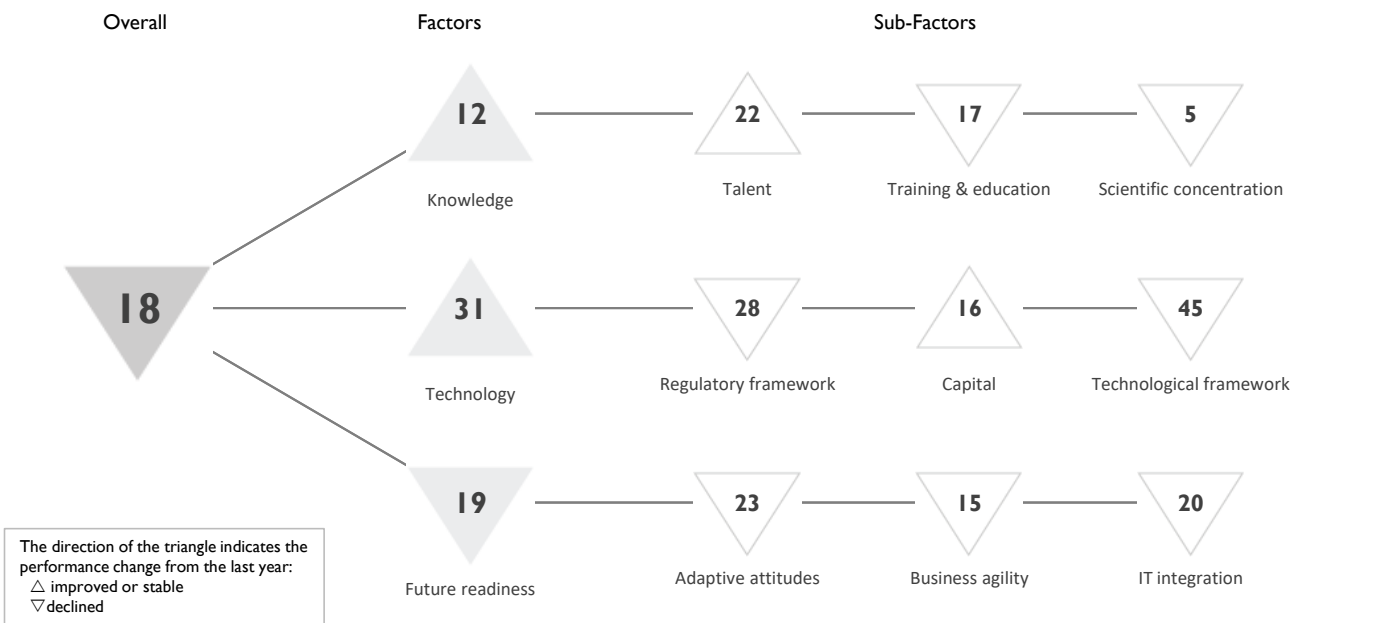 Overall Factors Sub-Factors
12 22 17 5
Knowledge Talent Training & education Scientific concentration
18 31 28 16 45
Technology Regulatory framework Capital Technological framework
19 23 15 20
Future readiness Adaptive attitudes Business agility IT integration
The direction of the triangle indicates the
performance change from the last year:
△ improved or stable
▽ declined